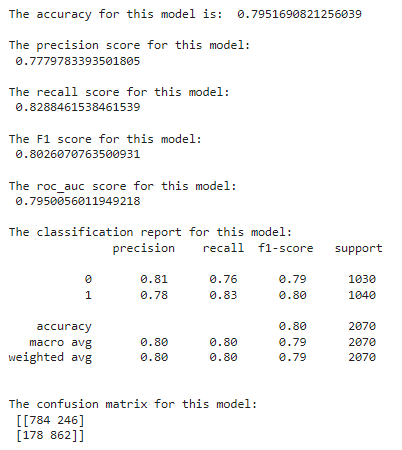 The accuracy for this model is:  0.7951690821256039
The precision score for this model:
0.7779783393501805
The recall score for this model:
0.8288461538461539
The F1 score for this model:
0.8026070763500931
The roc_auc score for this model:
0.7950056011949218
The classification report for this model:
precision    recall  f1-score   support
0       0.81      0.76      0.79      1030
1       0.78      0.83      0.80      1040
accuracy                           0.80      2070
macro avg       0.80      0.80      0.79      2070
weighted avg       0.80      0.80      0.79      2070
The confusion matrix for this model:
[[784 246]
[178 862]]